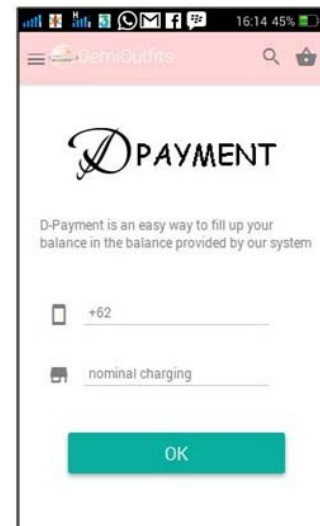 16:14 45%
DemiOutfits
DPAYMENT
D-Payment is an easy way to fill up your
balance in the balance provided by our system
+62
nominal charging
OK